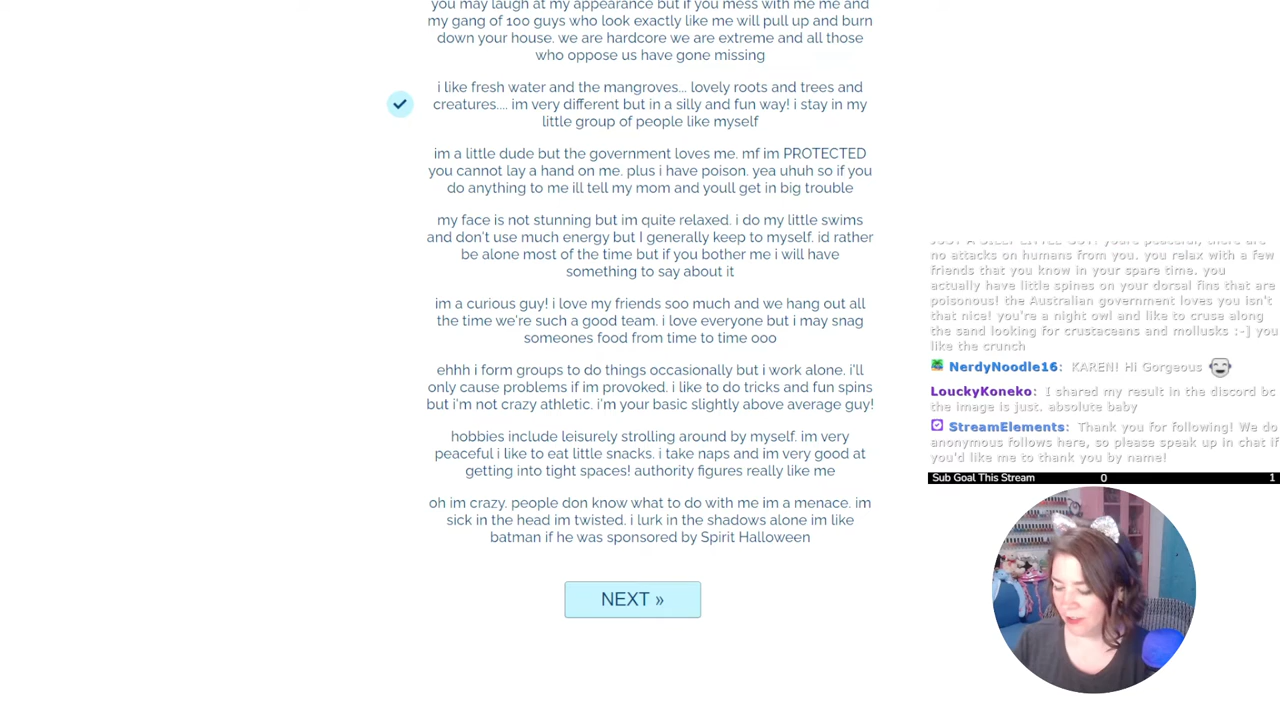 you may laugh at my appearance but if you mess with me me and
my gang of 100 guys who look exactly like me will pull up and burn
down your house. we are hardcore we are extreme and all those
who oppose us have gone missing
i like fresh water and the mangroves... lovely roots and trees and
creatures.... im very different but in a silly and fun way! i stay in my
little group of people like myself
im a little dude but the government loves me. mf im PROTECTED
you cannot lay a hand on me. plus i have poison. yea uhuh so if you
do anything to me ill tell my mom and youll get in big trouble
my face is not stunning but im quite relaxed. i do my little swims
and don't use much energy but I generally keep to myself. id rather
be alone most of the time but if you bother me i will have
something to say about it
im a curious guy! i love my friends soo much and we hang out all
the time we're such a good team. i love everyone but i may snag
someones food from time to time ooo
ehhh i form groups to do things occasionally but i work alone. i'll
only cause problems if im provoked. i like to do tricks and fun spins
but i'm not crazy athletic. i'm your basic slightly above average guy!
hobbies include leisurely strolling around by myself. im very
peaceful i like to eat little snacks. i take naps and im very good at
getting into tight spaces! authority figures really like me
oh im crazy. people don know what to do with me im a menace. im
sick in the head im twisted. i lurk in the shadows alone im like
batman if he was sponsored by Spirit Halloween
NEXT »
JUST A SILLY LITTLE GUY! youre peaceful, there are
no attacks on humans from you. you relax with a few
friends that you know in your spare time. you
actually have little spines on your dorsal fins that are
poisonous! the Australian government loves you isn't
that nice! you're a night owl and like to cruse along
the sand looking for crustaceans and mollusks :-] you
like the crunch
NerdyNoodle16: KAREN! Hi Gorgeous
LouckyKoneko: I shared my result in the discord bc
the image is just. absolute baby
StreamElements: Thank you for following! We do
anonymous follows here, so please speak up in chat if
you'd like me to thank you by name!
Sub Goal This Stream 0 1